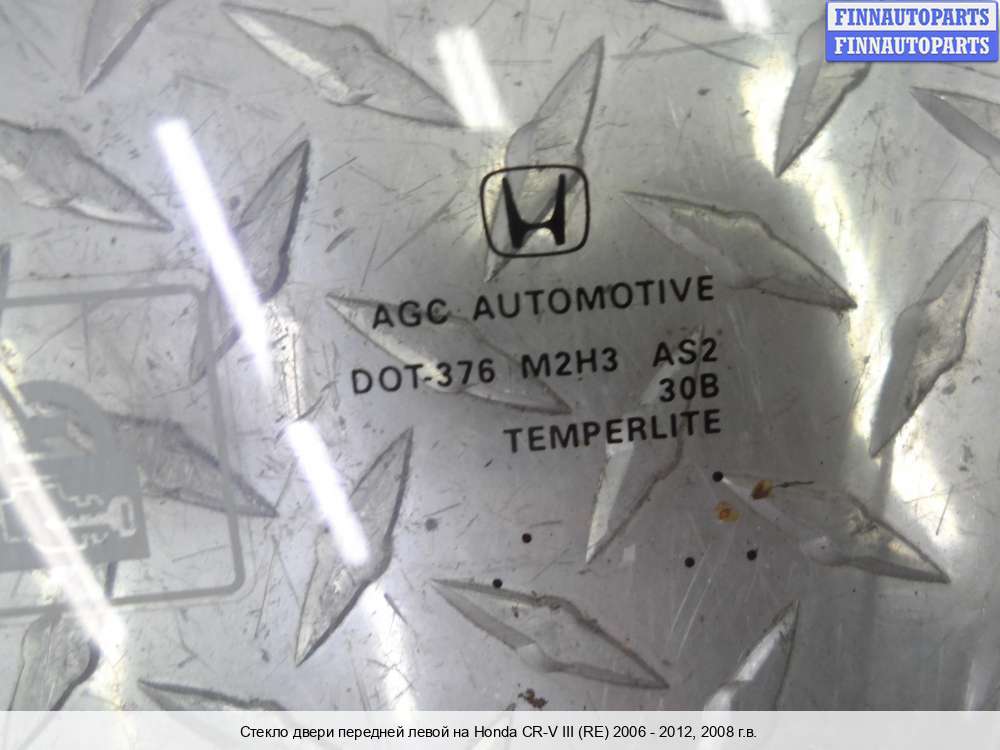 FINNAUTOPARTS
FINNAUTOPARTS
AGC AUTOMOTIVE
DOT-376 M2H3 AS2
30B
TEMPERLITE
Стекло двери передней левой на Honda CR-V III (RE) 2006 - 2012, 2008 г.в.